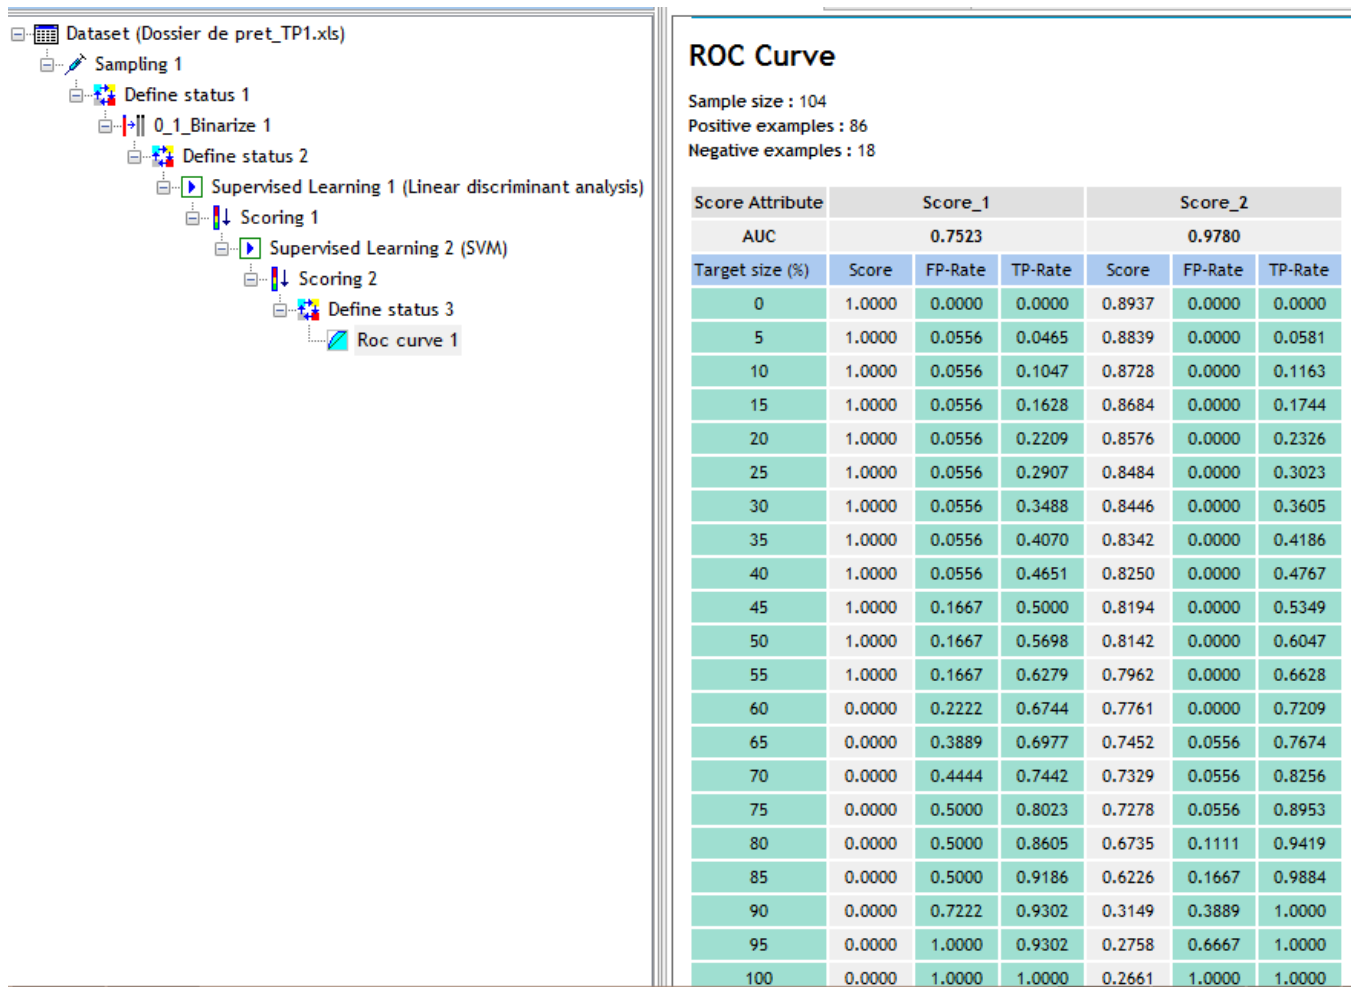 Dataset (Dossier de pret_TP1.xls)
Sampling 1
Define status 1
0_1_Binarize 1
Define status 2
Supervised Learning 1 (Linear discriminant analysis)
Scoring 1
Supervised Learning 2 (SVM)
Scoring 2
Define status 3
Roc curve 1
ROC Curve
Sample size : 104
Positive examples : 86
Negative examples : 18
Score Attribute Score_1 Score_2
AUC 0.7523 0.9780
Target size (%) Score FP-Rate TP-Rate Score FP-Rate TP-Rate
0 1.0000 0.0000 0.0000 0.8937 0.0000 0.0000
5 1.0000 0.0556 0.0465 0.8839 0.0000 0.0581
10 1.0000 0.0556 0.1047 0.8728 0.0000 0.1163
15 1.0000 0.0556 0.1628 0.8684 0.0000 0.1744
20 1.0000 0.0556 0.2209 0.8576 0.0000 0.2326
25 1.0000 0.0556 0.2907 0.8484 0.0000 0.3023
30 1.0000 0.0556 0.3488 0.8446 0.0000 0.3605
35 1.0000 0.0556 0.4070 0.8342 0.0000 0.4186
40 1.0000 0.0556 0.4651 0.8250 0.0000 0.4767
45 1.0000 0.1667 0.5000 0.8194 0.0000 0.5349
50 1.0000 0.1667 0.5698 0.8142 0.0000 0.6047
55 1.0000 0.1667 0.6279 0.7962 0.0000 0.6628
60 0.0000 0.2222 0.6744 0.7761 0.0000 0.7209
65 0.0000 0.3889 0.6977 0.7452 0.0556 0.7674
70 0.0000 0.4444 0.7442 0.7329 0.0556 0.8256
75 0.0000 0.5000 0.8023 0.7278 0.0556 0.8953
80 0.0000 0.5000 0.8605 0.6735 0.1111 0.9419
85 0.0000 0.5000 0.9186 0.6226 0.1667 0.9884
90 0.0000 0.7222 0.9302 0.3149 0.3889 1.0000
95 0.0000 1.0000 0.9302 0.2758 0.6667 1.0000
100 0.0000 1.0000 1.0000 0.2661 1.0000 1.0000